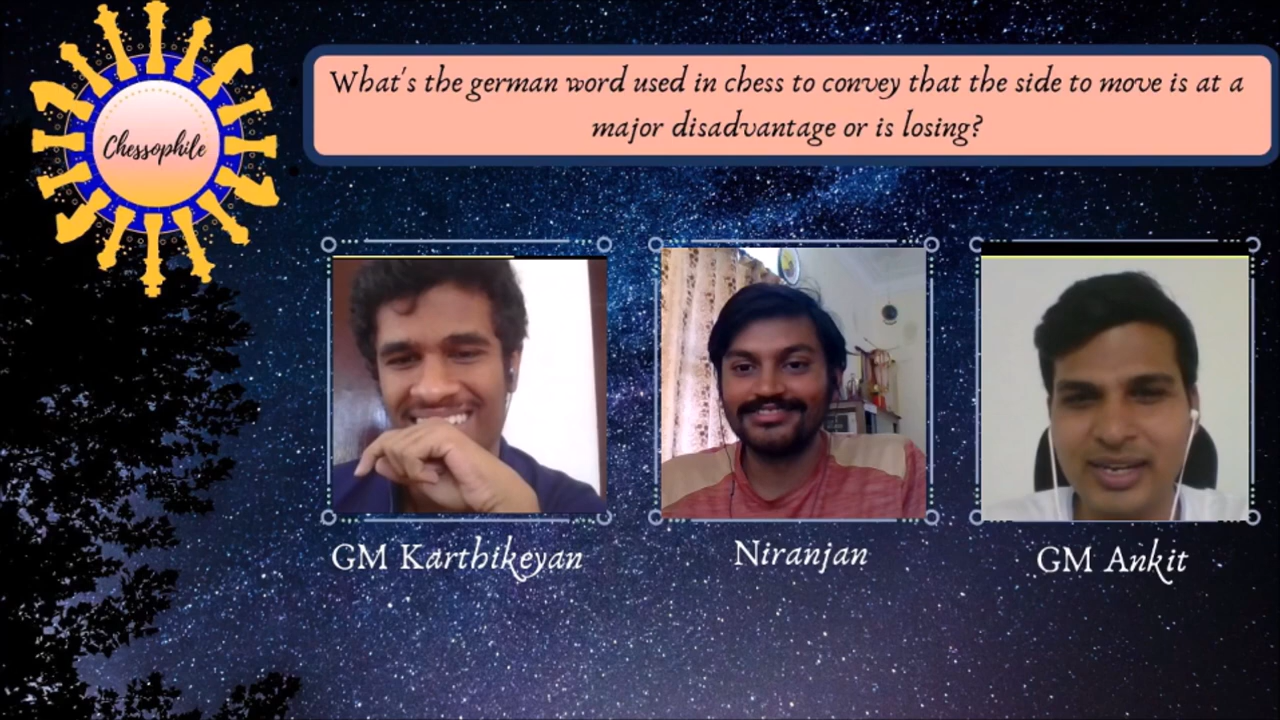 Chessophile
What's the german word used in chess to convey that the side to move is at a
major disadvantage or is losing?
GM Karthikeyan
Niranjan
GM Ankit